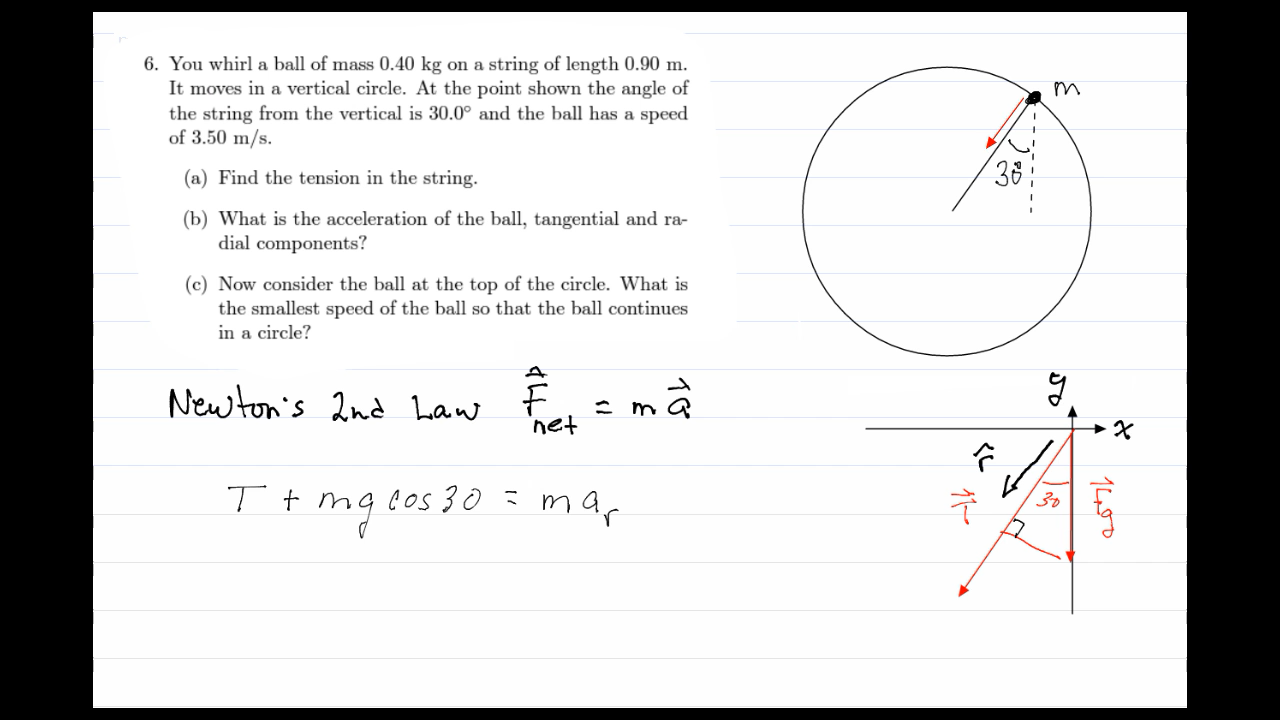 6. You whirl a ball of mass 0.40 kg on a string of length 0.90 m.
It moves in a vertical circle. At the point shown the angle of
the string from the vertical is 30.0° and the ball has a speed
of 3.50 m/s.
(a) Find the tension in the string.
(b) What is the acceleration of the ball, tangential and ra-
dial components?
(c) Now consider the ball at the top of the circle. What is
the smallest speed of the ball so that the ball continues
in a circle?
m
30°
Newton's 2nd Law F⃗net = m a⃗
T + mg cos 30 = m a_r
y
x
r̂
T⃗
30
F⃗g